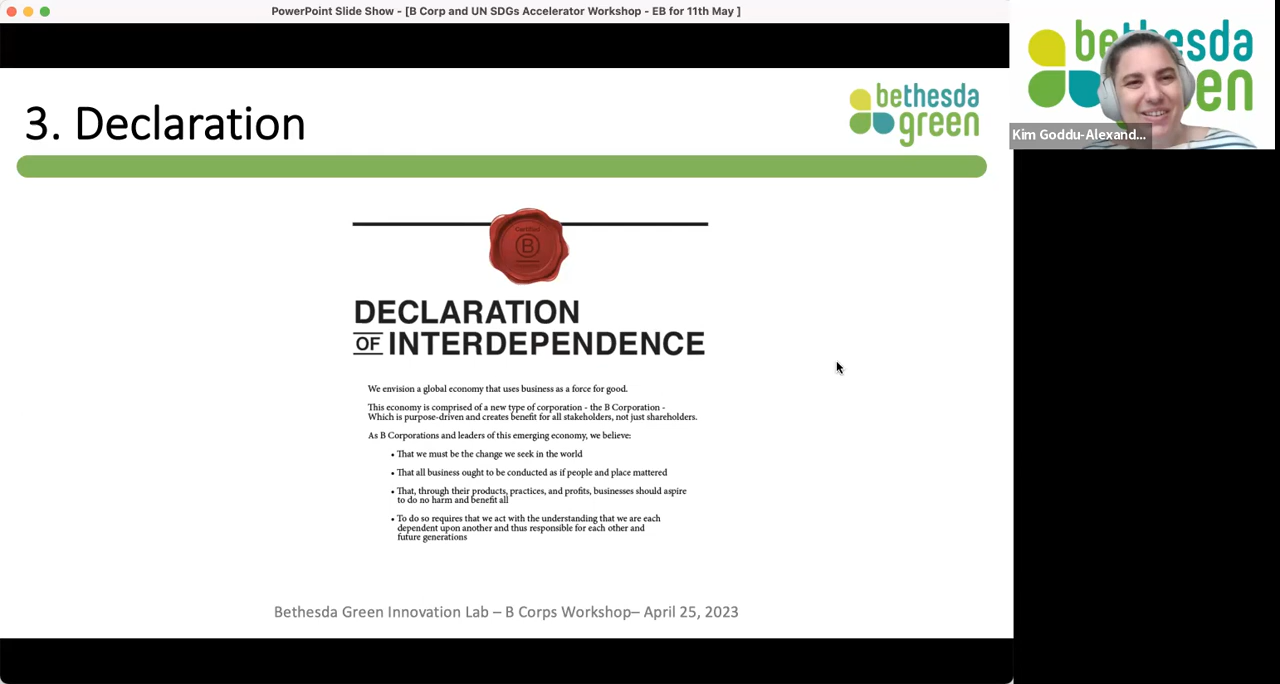 PowerPoint Slide Show - [B Corp and UN SDGs Accelerator Workshop - EB for 11th May ]
3. Declaration
bethesda
green
Certified
B
DECLARATION
OF INTERDEPENDENCE
We envision a global economy that uses business as a force for good.
This economy is comprised of a new type of corporation - the B Corporation -
Which is purpose-driven and creates benefit for all stakeholders, not just shareholders.
As B Corporations and leaders of this emerging economy, we believe:
• That we must be the change we seek in the world
• That all business ought to be conducted as if people and place mattered
• That, through their products, practices, and profits, businesses should aspire
to do no harm and benefit all
• To do so requires that we act with the understanding that we are each
dependent upon another and thus responsible for each other and
future generations
Bethesda Green Innovation Lab – B Corps Workshop– April 25, 2023
Kim Goddu-Alexand...